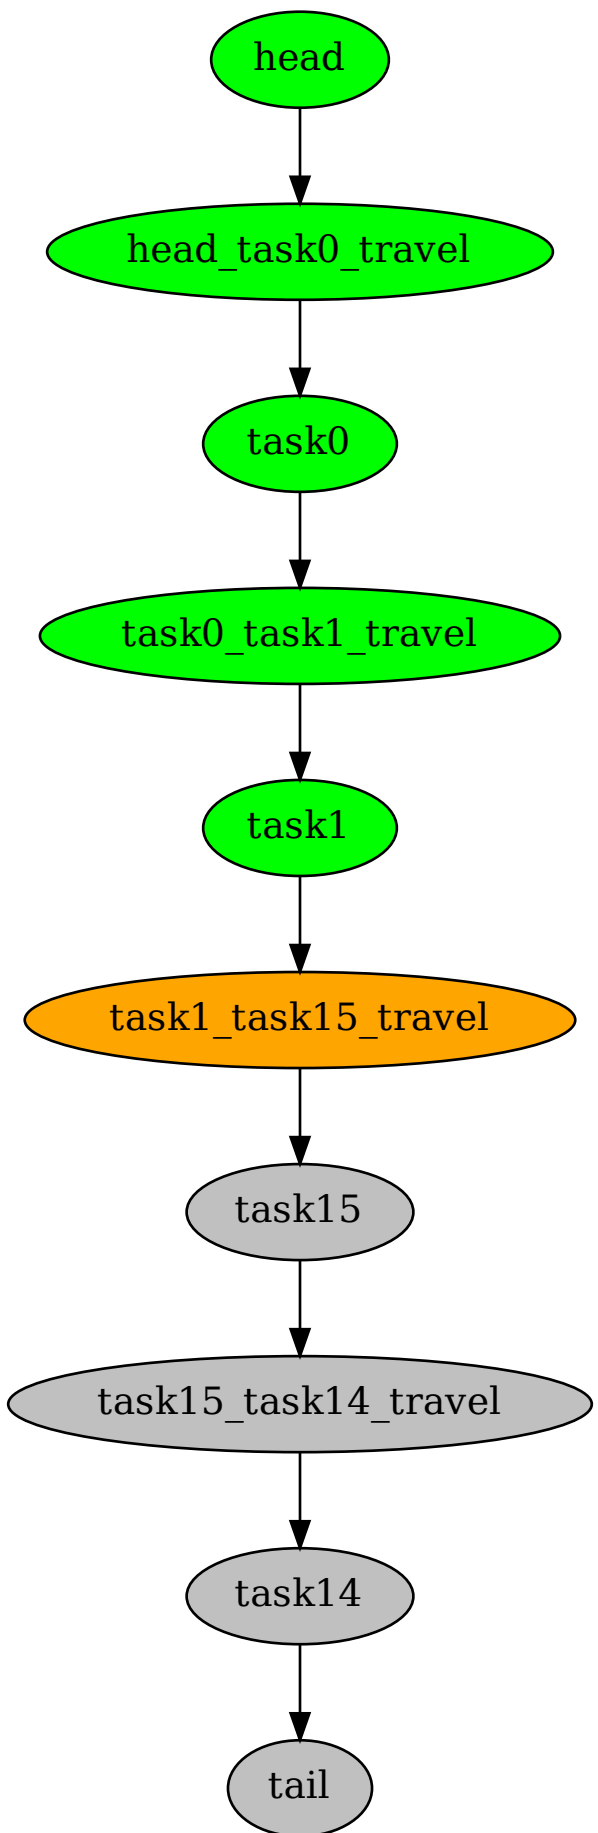 head
head_task0_travel
task0
task0_task1_travel
task1
task1_task15_travel
task15
task15_task14_travel
task14
tail